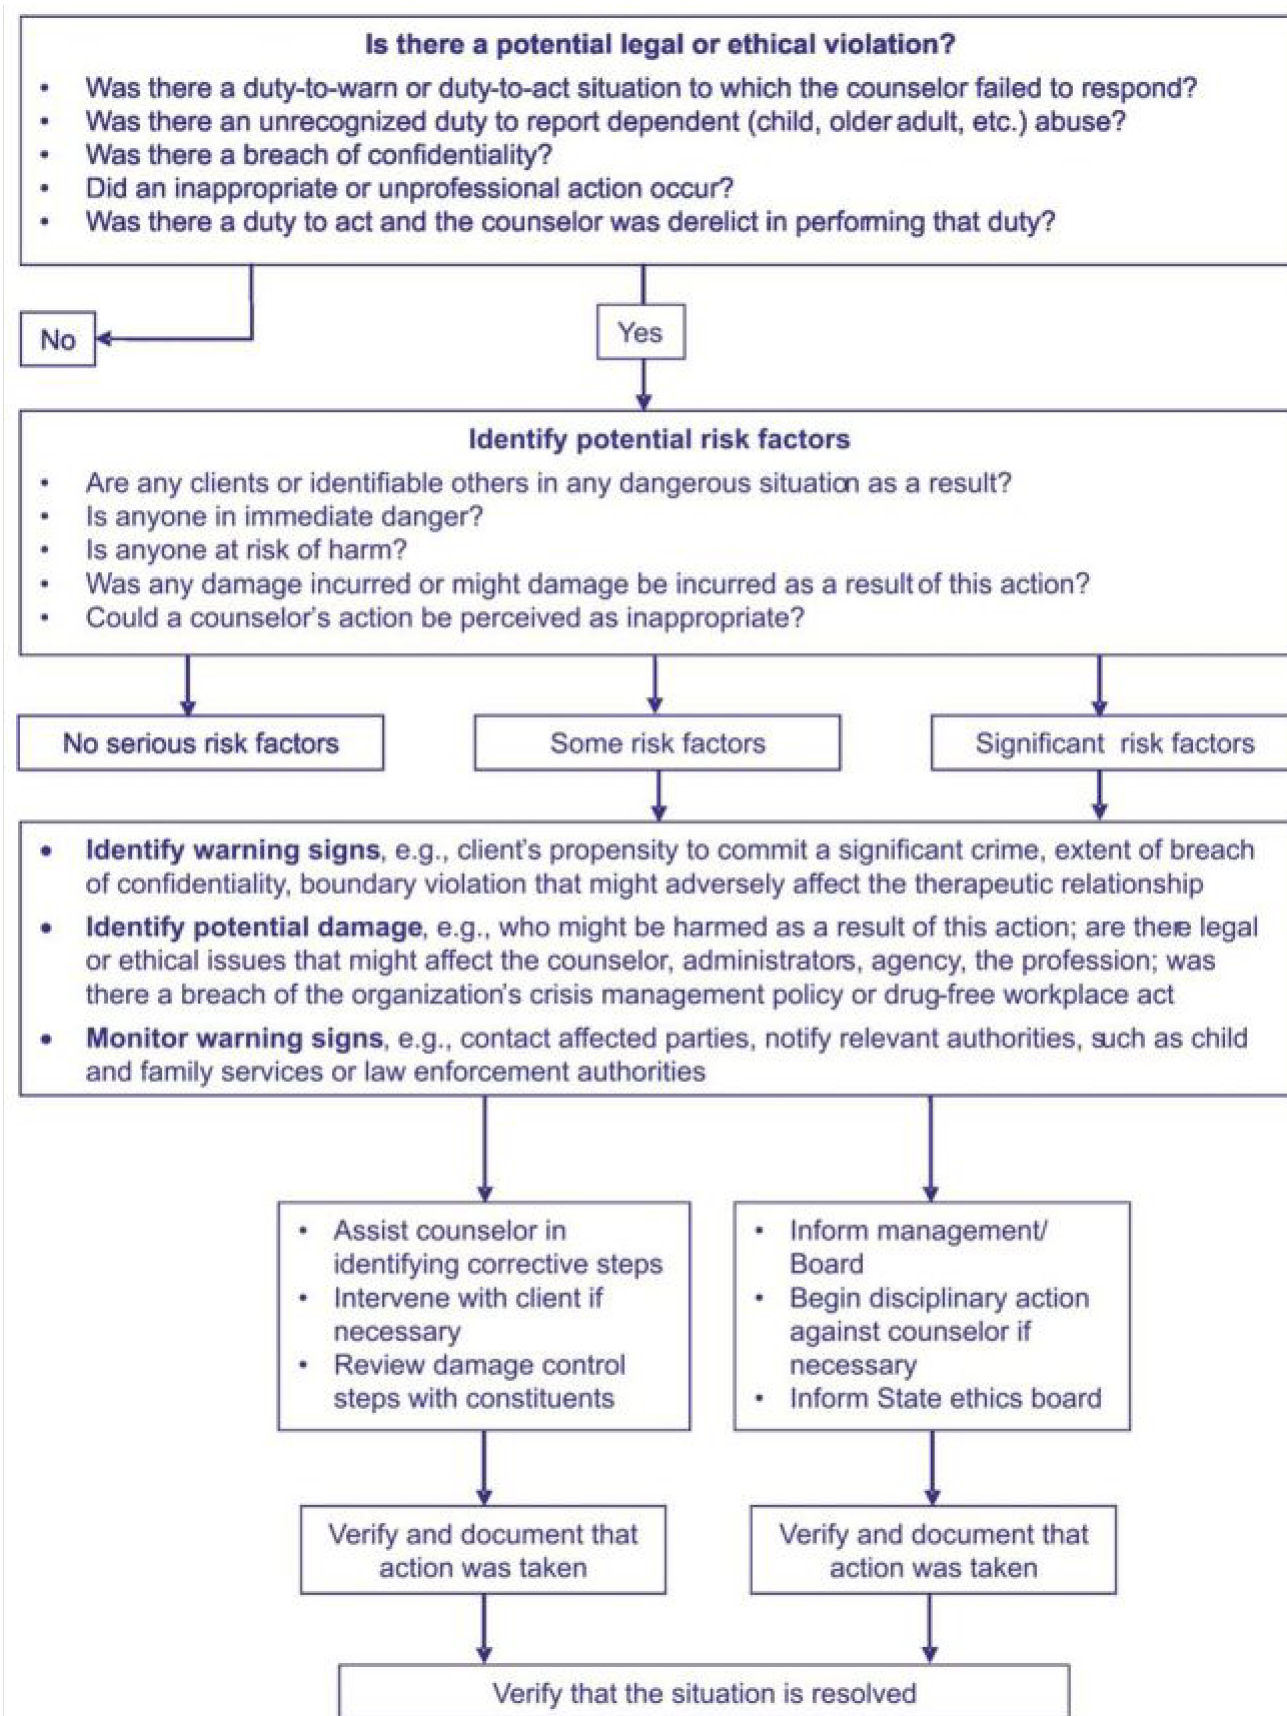 Is there a potential legal or ethical violation?
• Was there a duty-to-warn or duty-to-act situation to which the counselor failed to respond?
• Was there an unrecognized duty to report dependent (child, older adult, etc.) abuse?
• Was there a breach of confidentiality?
• Did an inappropriate or unprofessional action occur?
• Was there a duty to act and the counselor was derelict in performing that duty?
No
Yes
Identify potential risk factors
• Are any clients or identifiable others in any dangerous situation as a result?
• Is anyone in immediate danger?
• Is anyone at risk of harm?
• Was any damage incurred or might damage be incurred as a result of this action?
• Could a counselor's action be perceived as inappropriate?
No serious risk factors
Some risk factors
Significant risk factors
• Identify warning signs, e.g., client's propensity to commit a significant crime, extent of breach
of confidentiality, boundary violation that might adversely affect the therapeutic relationship
• Identify potential damage, e.g., who might be harmed as a result of this action; are there legal
or ethical issues that might affect the counselor, administrators, agency, the profession; was
there a breach of the organization's crisis management policy or drug-free workplace act
• Monitor warning signs, e.g., contact affected parties, notify relevant authorities, such as child
and family services or law enforcement authorities
• Assist counselor in
identifying corrective steps
• Intervene with client if
necessary
• Review damage control
steps with constituents
• Inform management/
Board
• Begin disciplinary action
against counselor if
necessary
• Inform State ethics board
Verify and document that
action was taken
Verify and document that
action was taken
Verify that the situation is resolved